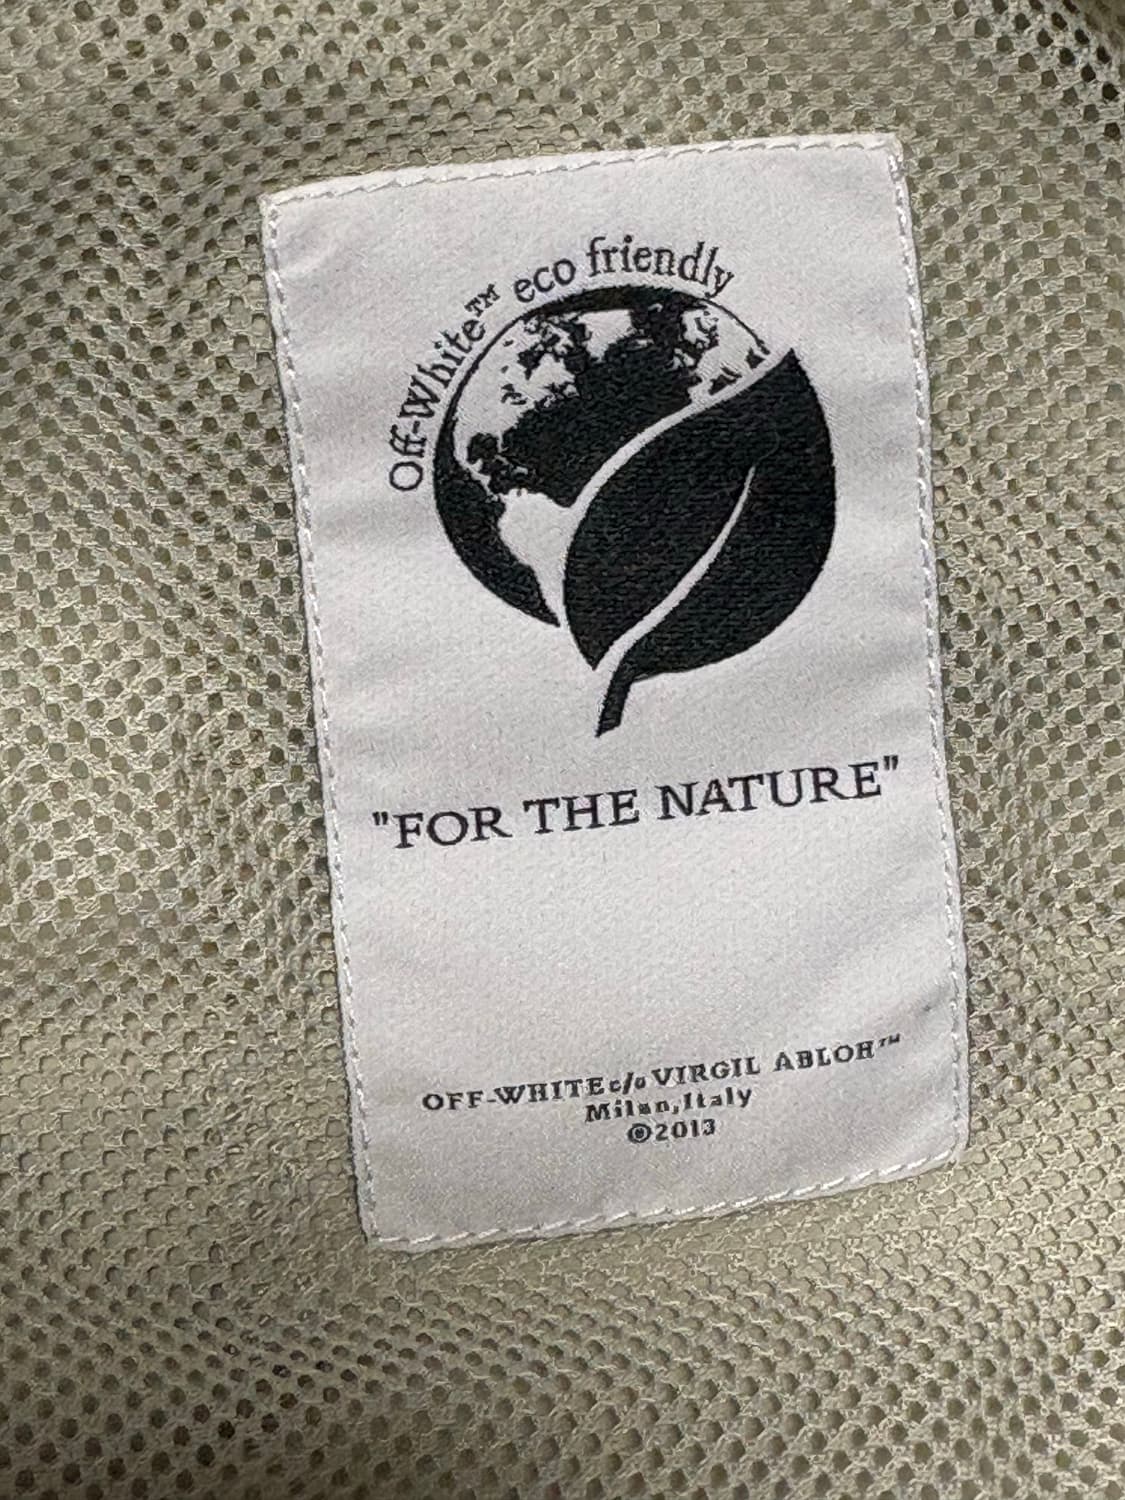 Off-White™ eco friendly
"FOR THE NATURE"
OFF-WHITE c/o VIRGIL ABLOH™
Milan, Italy
©2013